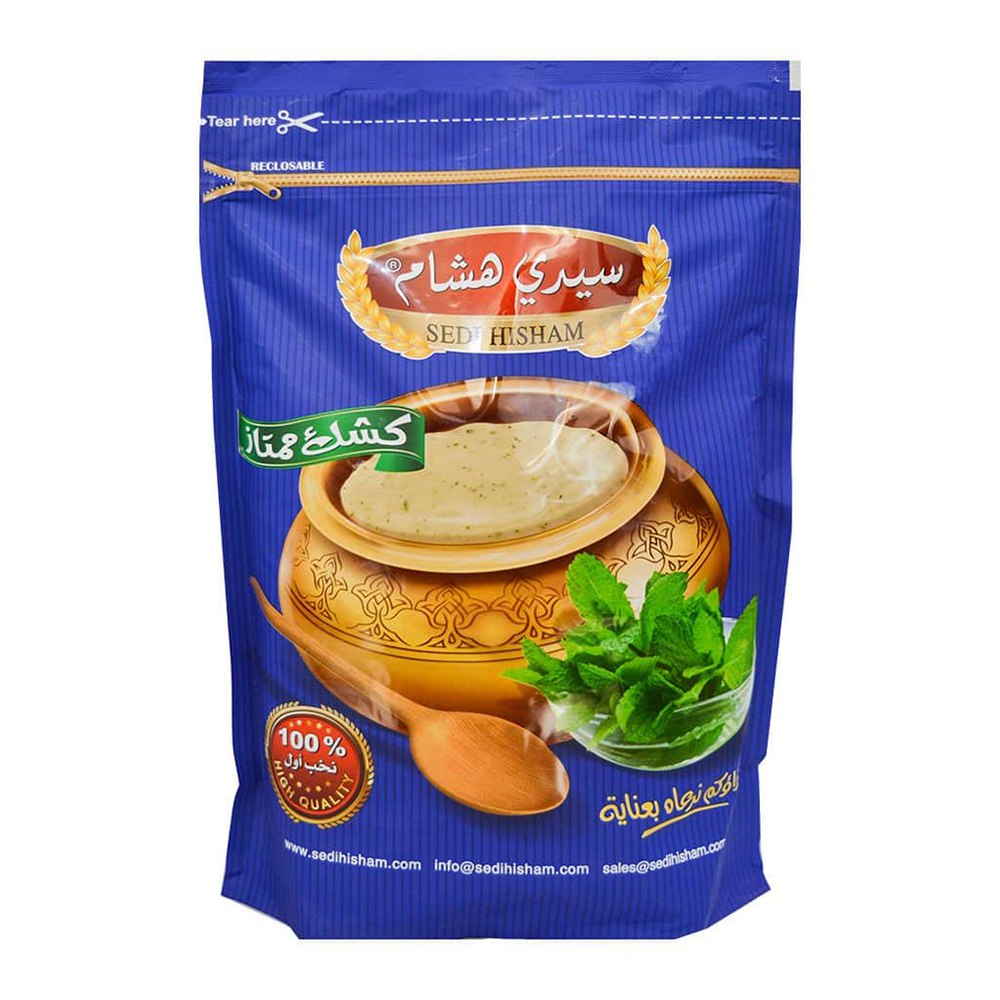 Tear here
RECLOSABLE
سيدي هشام®
SEDI HISHAM
كشك ممتاز
100%
نخب أول
HIGH QUALITY
نرعاه بعناية
www.sedihisham.com info@sedihisham.com sales@sedihisham.com